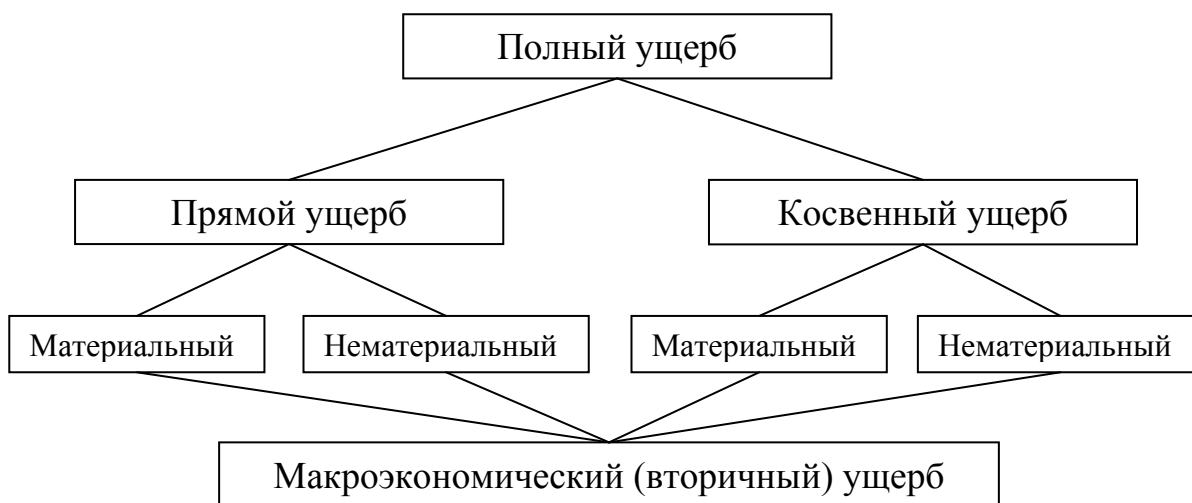 Полный ущерб
Прямой ущерб
Косвенный ущерб
Материальный
Нематериальный
Материальный
Нематериальный
Макроэкономический (вторичный) ущерб